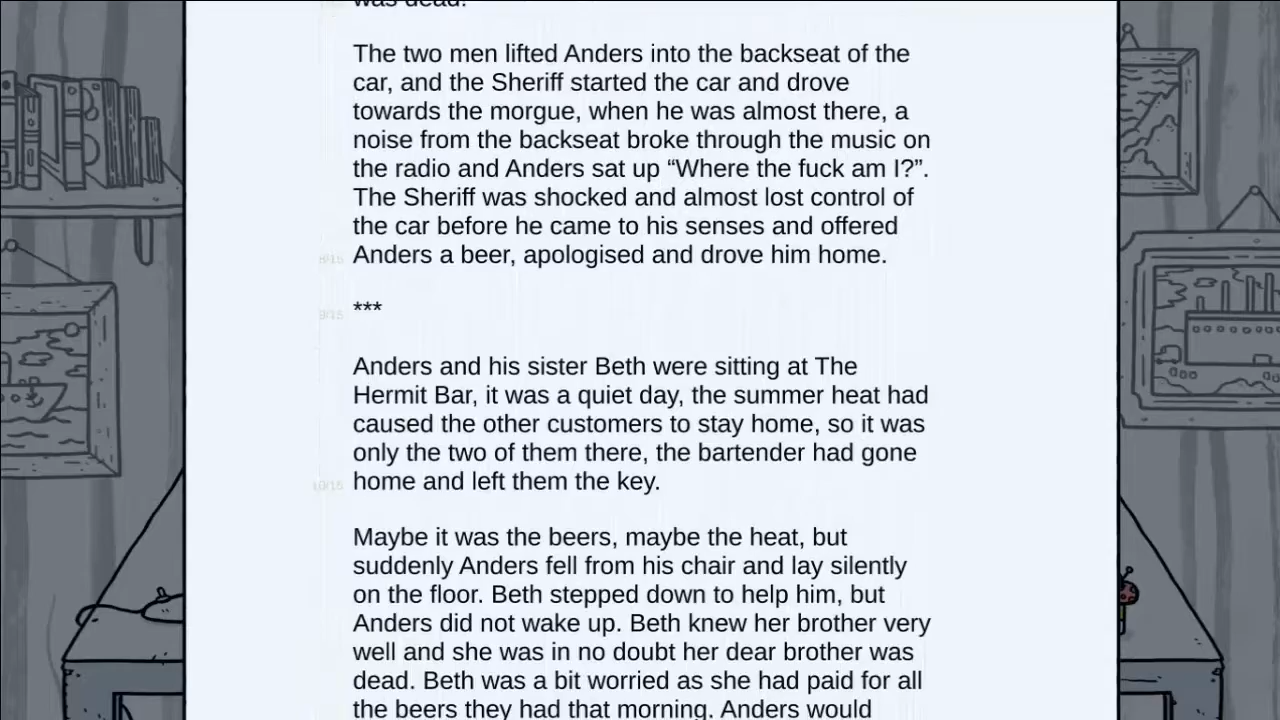 was dead.
The two men lifted Anders into the backseat of the
car, and the Sheriff started the car and drove
towards the morgue, when he was almost there, a
noise from the backseat broke through the music on
the radio and Anders sat up “Where the fuck am I?”.
The Sheriff was shocked and almost lost control of
the car before he came to his senses and offered
8/15 Anders a beer, apologised and drove him home.
9/15 ***
Anders and his sister Beth were sitting at The
Hermit Bar, it was a quiet day, the summer heat had
caused the other customers to stay home, so it was
only the two of them there, the bartender had gone
10/15 home and left them the key.
Maybe it was the beers, maybe the heat, but
suddenly Anders fell from his chair and lay silently
on the floor. Beth stepped down to help him, but
Anders did not wake up. Beth knew her brother very
well and she was in no doubt her dear brother was
dead. Beth was a bit worried as she had paid for all
the beers they had that morning. Anders would